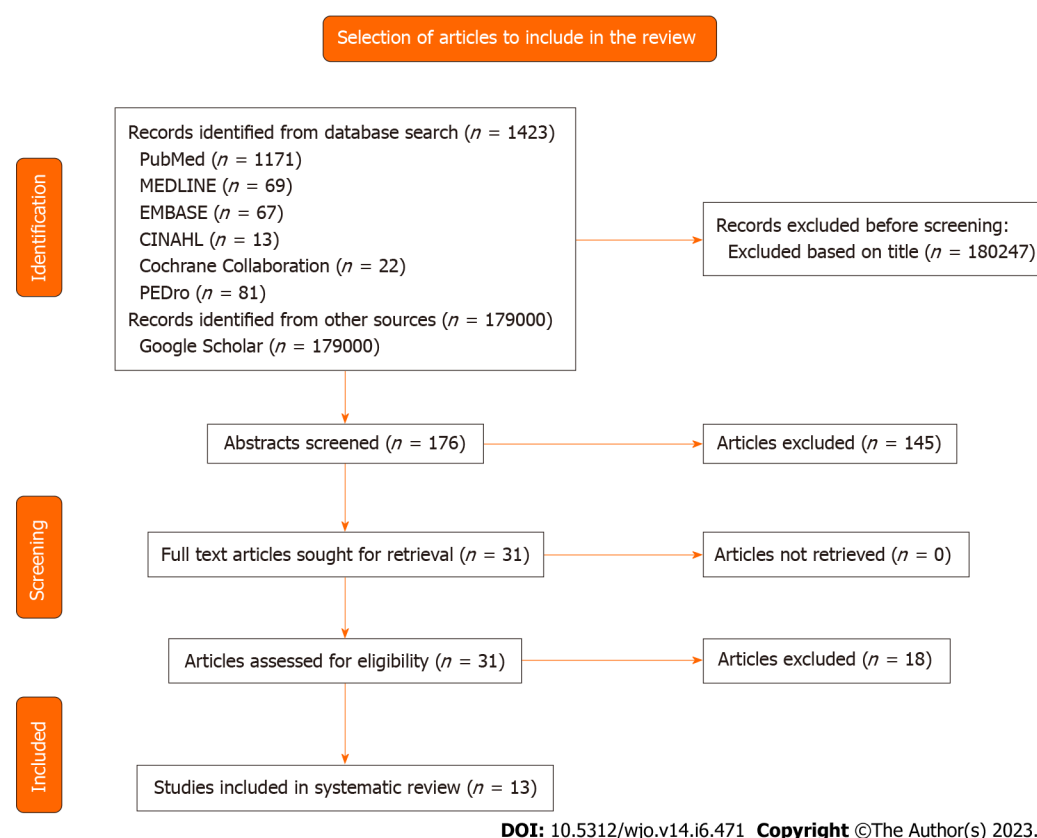 Selection of articles to include in the review
Identification
Records identified from database search (n = 1423)
PubMed (n = 1171)
MEDLINE (n = 69)
EMBASE (n = 67)
CINAHL (n = 13)
Cochrane Collaboration (n = 22)
PEDro (n = 81)
Records identified from other sources (n = 179000)
Google Scholar (n = 179000)
Records excluded before screening:
Excluded based on title (n = 180247)
Abstracts screened (n = 176)
Articles excluded (n = 145)
Screening
Full text articles sought for retrieval (n = 31)
Articles not retrieved (n = 0)
Articles assessed for eligibility (n = 31)
Articles excluded (n = 18)
Included
Studies included in systematic review (n = 13)
DOI: 10.5312/wjo.v14.i6.471 Copyright ©The Author(s) 2023.